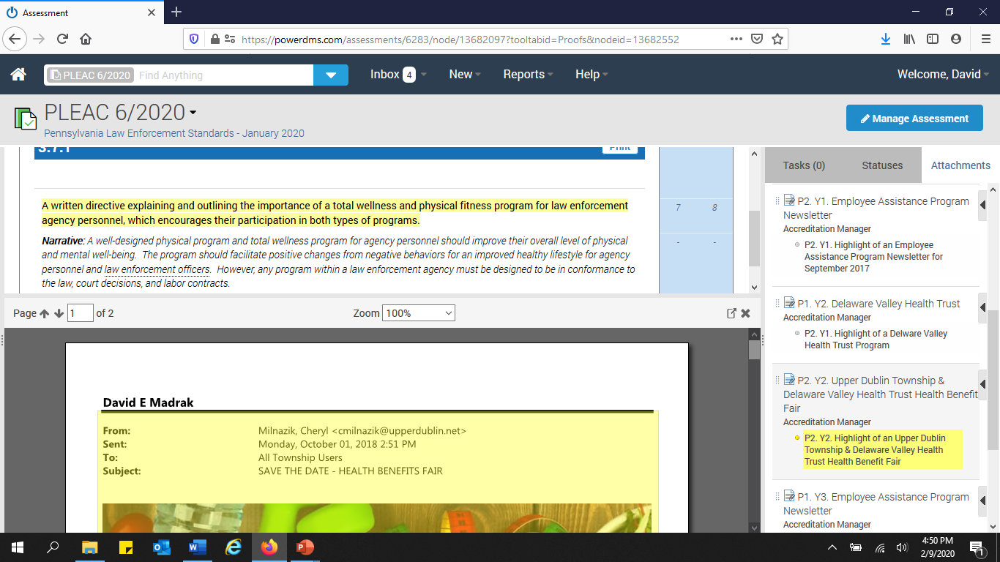 Assessment
https://powerdms.com/assessments/6283/node/13682097?tooltabid=Proofs&nodeid=13682552
PLEAC 6/2020 Find Anything
Inbox 4
New
Reports
Help
Welcome, David
PLEAC 6/2020
Pennsylvania Law Enforcement Standards - January 2020
Manage Assessment
3.7.1
Print
A written directive explaining and outlining the importance of a total wellness and physical fitness program for law enforcement
agency personnel, which encourages their participation in both types of programs.
7 8
Narrative: A well-designed physical program and total wellness program for agency personnel should improve their overall level of physical
- -
and mental well-being. The program should facilitate positive changes from negative behaviors for an improved healthy lifestyle for agency
personnel and law enforcement officers. However, any program within a law enforcement agency must be designed to be in conformance to
the law, court decisions, and labor contracts.
Page 1 of 2
Zoom 100%
David E Madrak
From: Milnazik, Cheryl <cmilnazik@upperdublin.net>
Sent: Monday, October 01, 2018 2:51 PM
To: All Township Users
Subject: SAVE THE DATE - HEALTH BENEFITS FAIR
Tasks (0) Statuses Attachments
P2. Y1. Employee Assistance Program
Newsletter
Accreditation Manager
P2. Y1. Highlight of an Employee
Assistance Program Newsletter for
September 2017
P1. Y2. Delaware Valley Health Trust
Accreditation Manager
P2. Y1. Highlight of a Delware Valley
Health Trust Program
P2. Y2. Upper Dublin Township &
Delaware Valley Health Trust Health Benefit
Fair
Accreditation Manager
P2. Y2. Highlight of an Upper Dublin
Township & Delaware Valley Health
Trust Health Benefit Fair
P1. Y3. Employee Assistance Program
Newsletter
Accreditation Manager
4:50 PM
2/9/2020
1